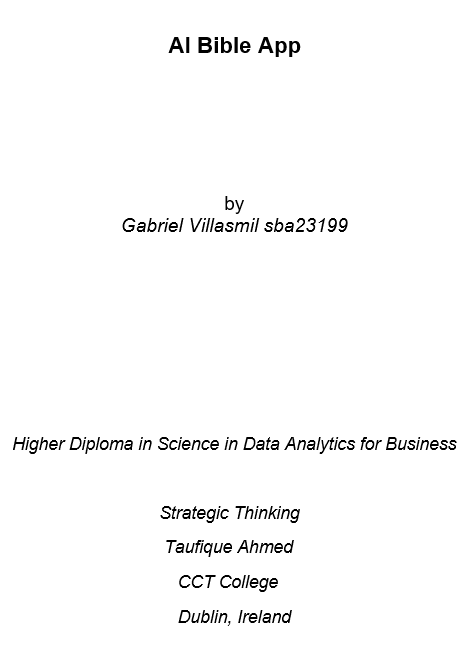 AI Bible App
by
Gabriel Villasmil sba23199
Higher Diploma in Science in Data Analytics for Business
Strategic Thinking
Taufique Ahmed
CCT College
Dublin, Ireland